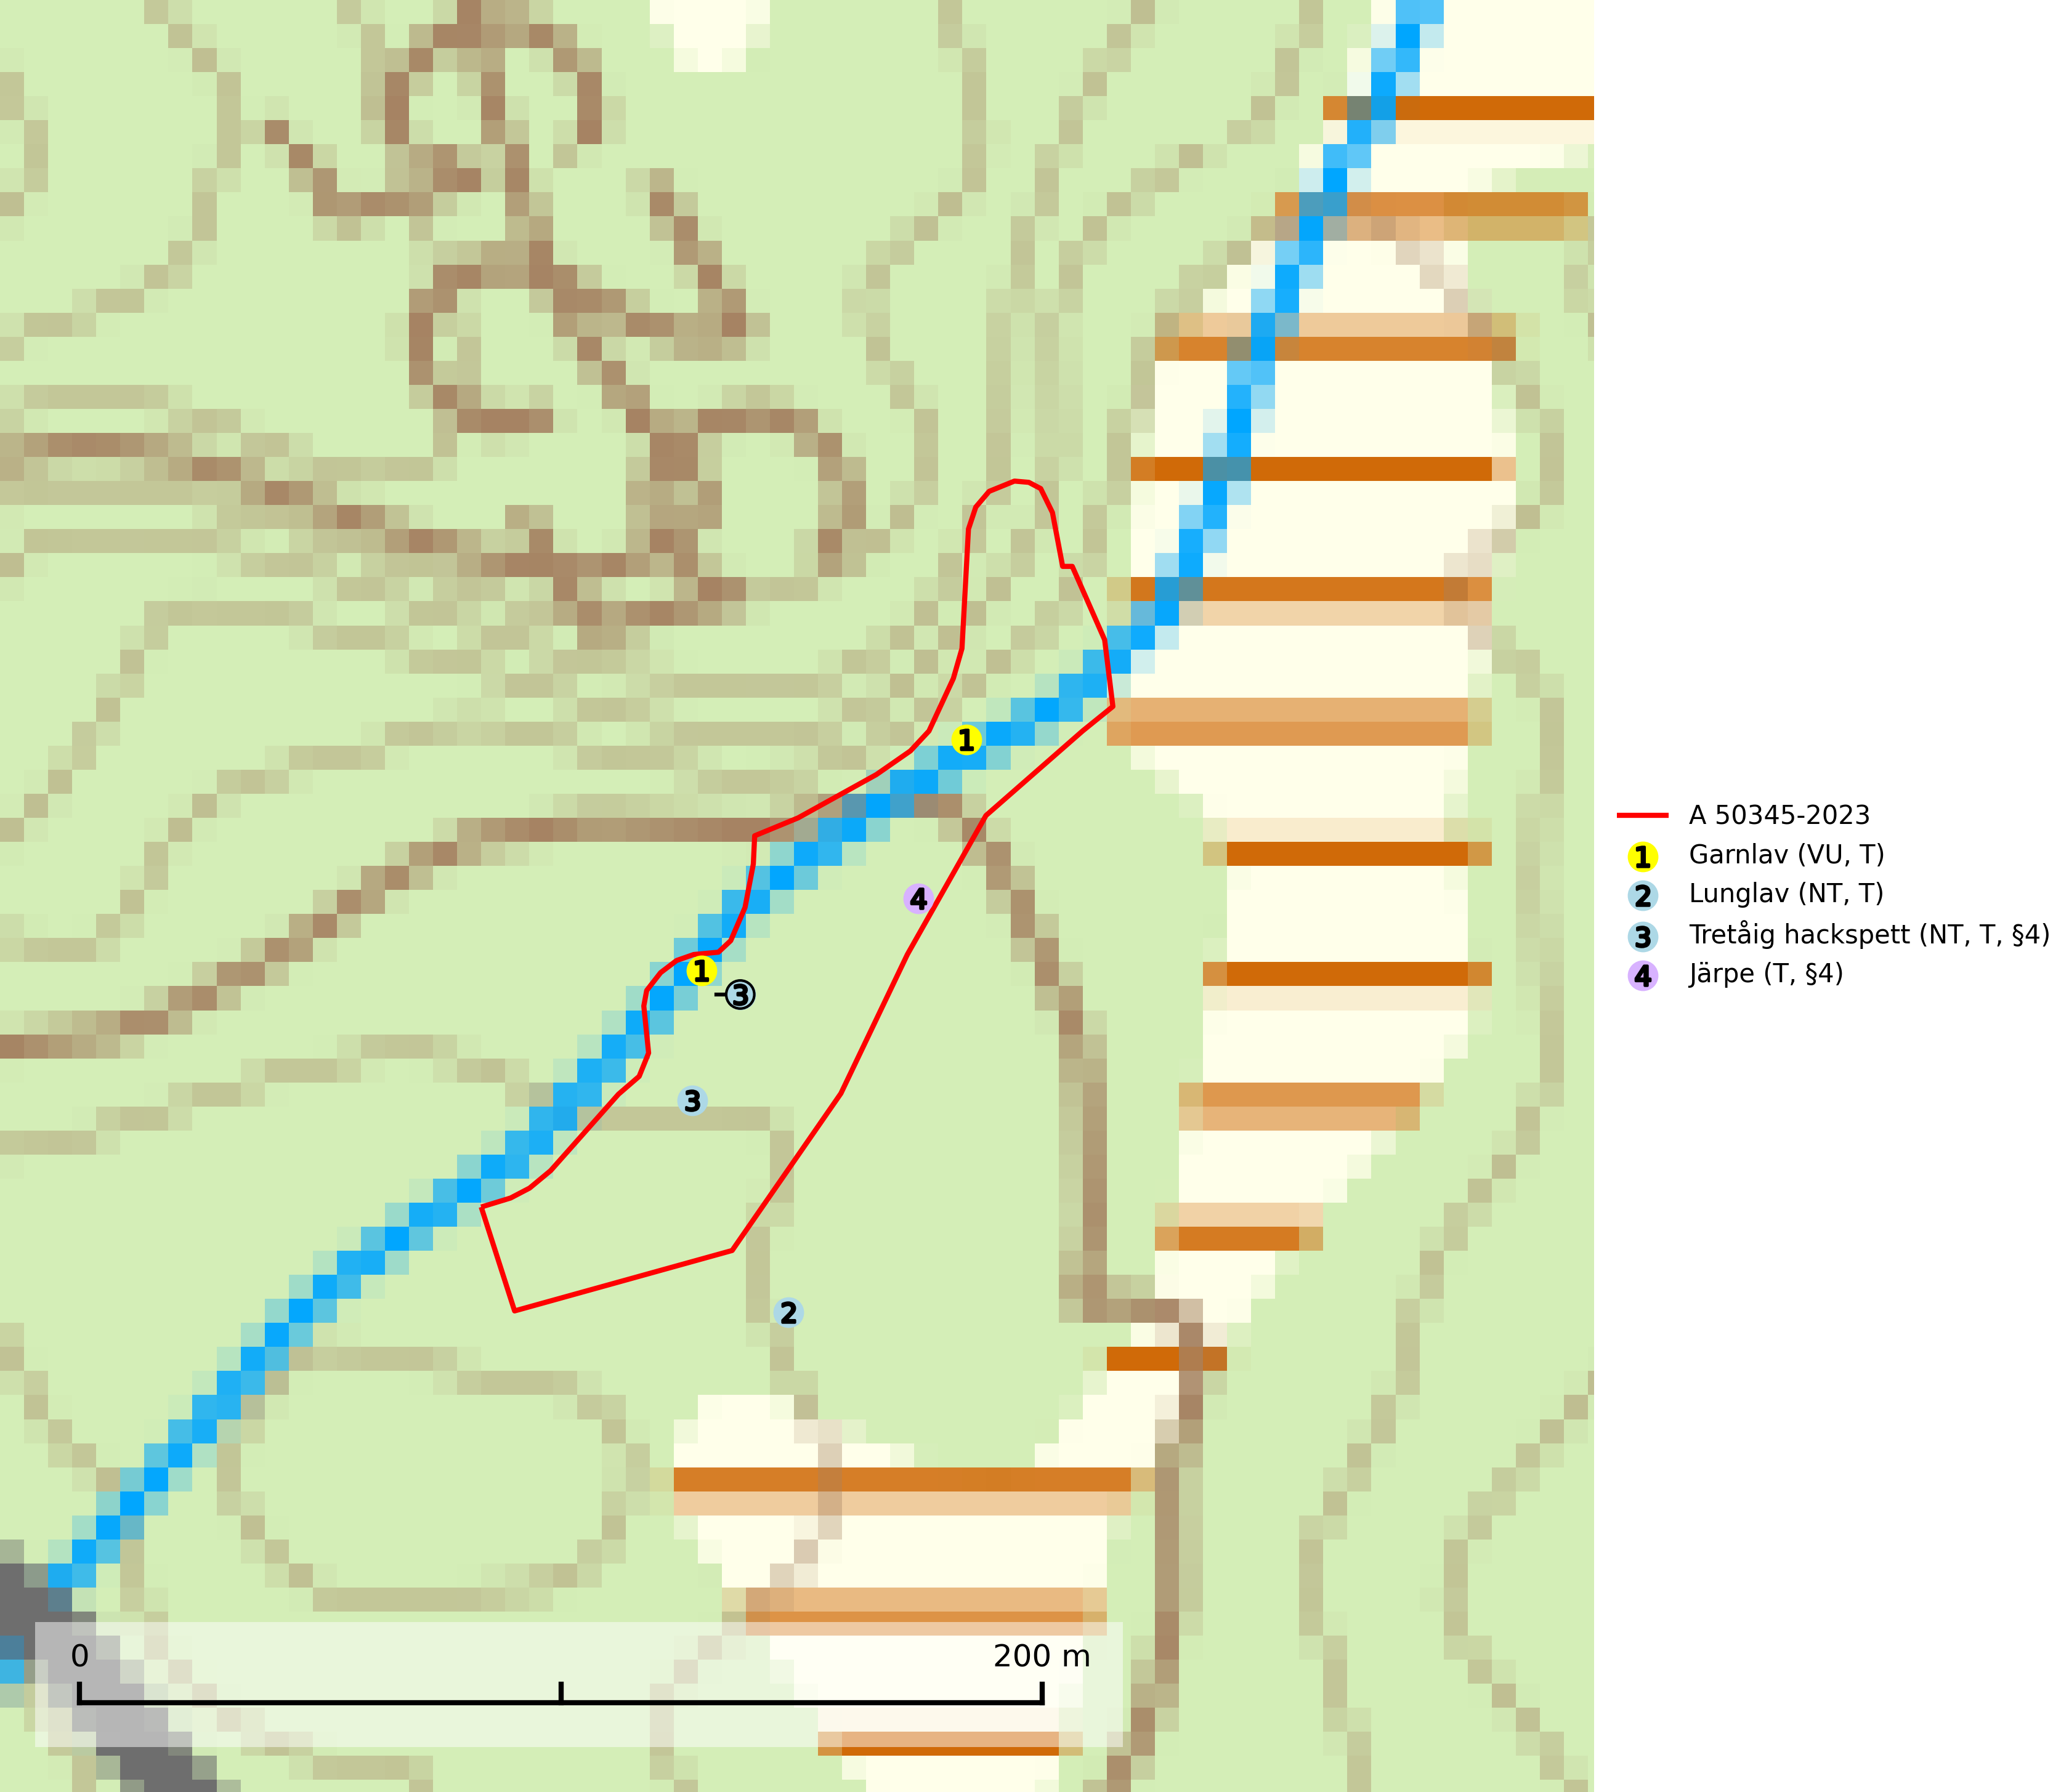 1
4
1
3
3
2
A 50345-2023
1 Garnlav (VU, T)
2 Lunglav (NT, T)
3 Tretåig hackspett (NT, T, §4)
4 Järpe (T, §4)
0 200 m